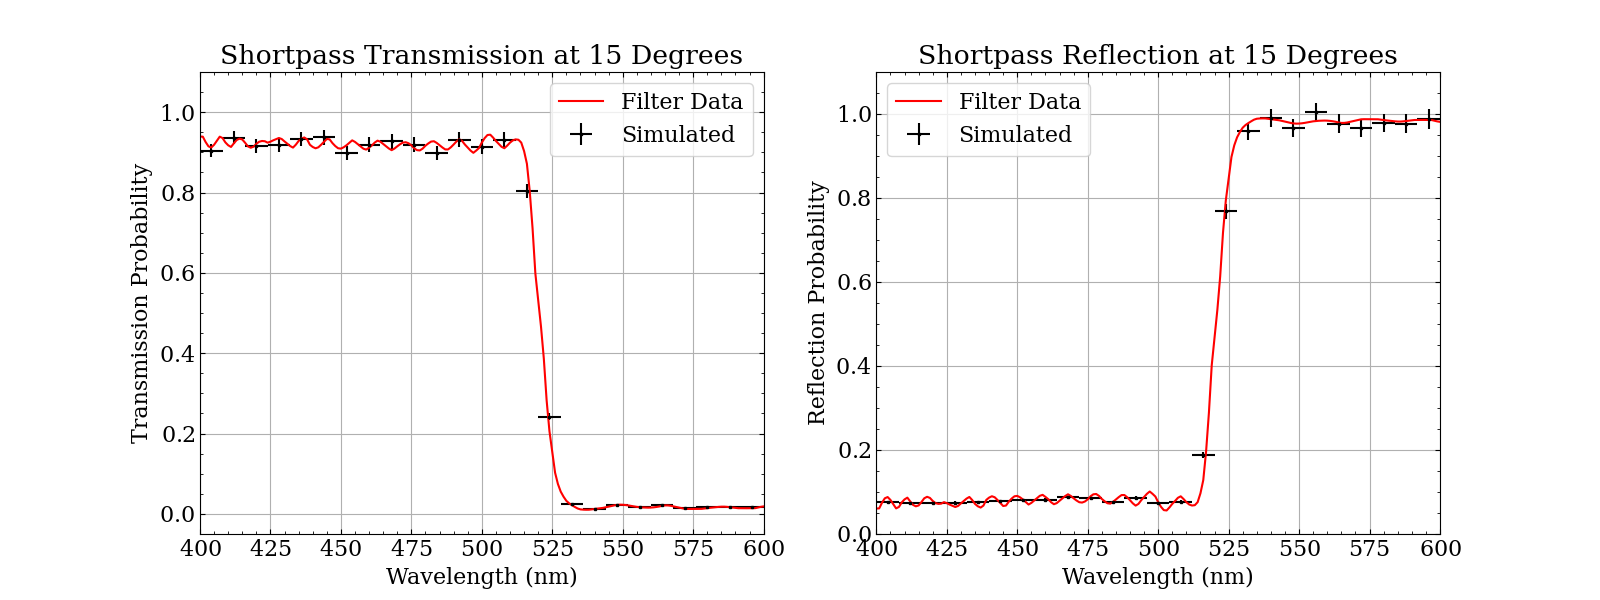 Shortpass Transmission at 15 Degrees
Transmission Probability
1.0
0.8
0.6
0.4
0.2
0.0
Filter Data
Simulated
400 425 450 475 500 525 550 575 600
Wavelength (nm)
Shortpass Reflection at 15 Degrees
Reflection Probability
1.0
0.8
0.6
0.4
0.2
0.0
Filter Data
Simulated
400 425 450 475 500 525 550 575 600
Wavelength (nm)